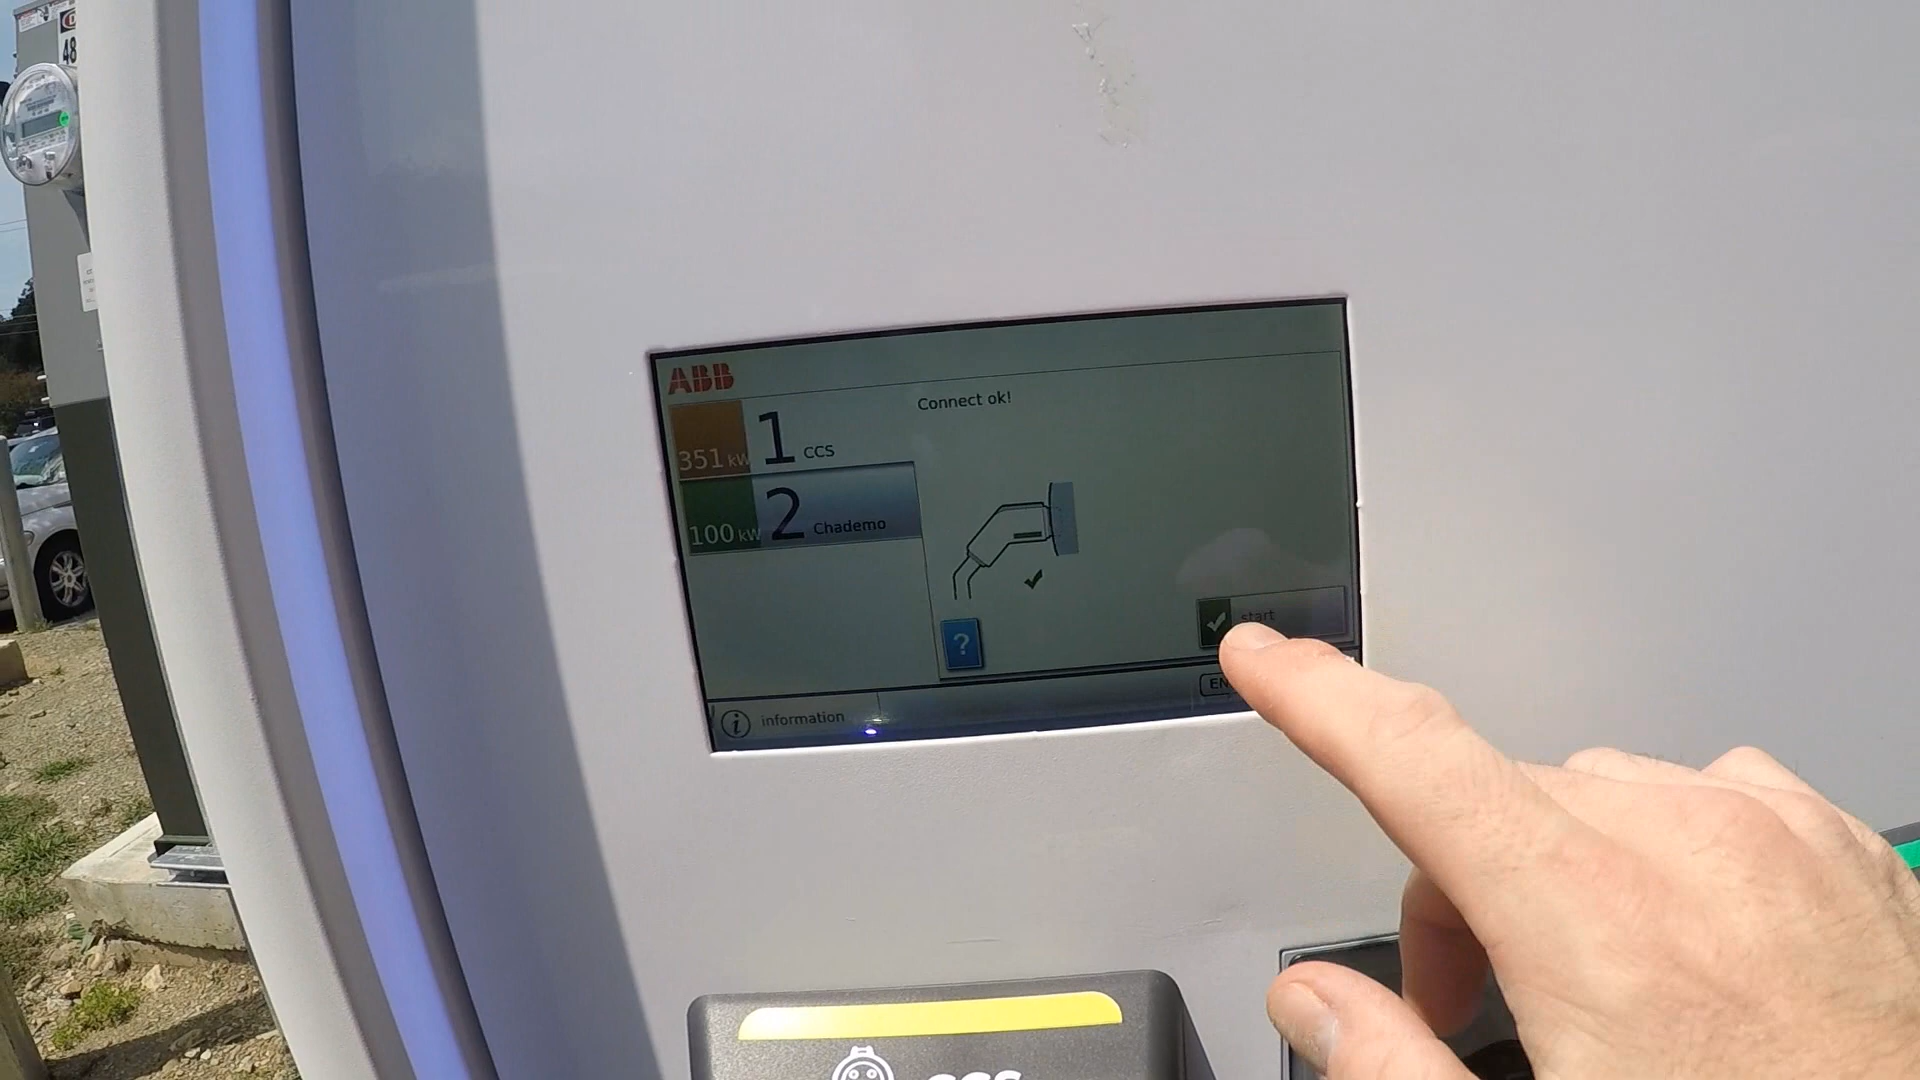 48
ABB
Connect ok!
351 kW 1 CCS
100 kW 2 Chademo
?
start
EN
i information
CCS